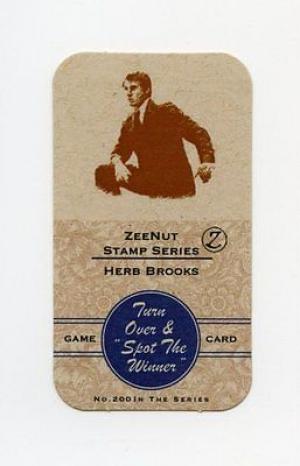 ZEENUT
STAMP SERIES Z
HERB BROOKS
Turn
Over &
GAME "Spot The CARD
Winner"
No. 200 IN THE SERIES